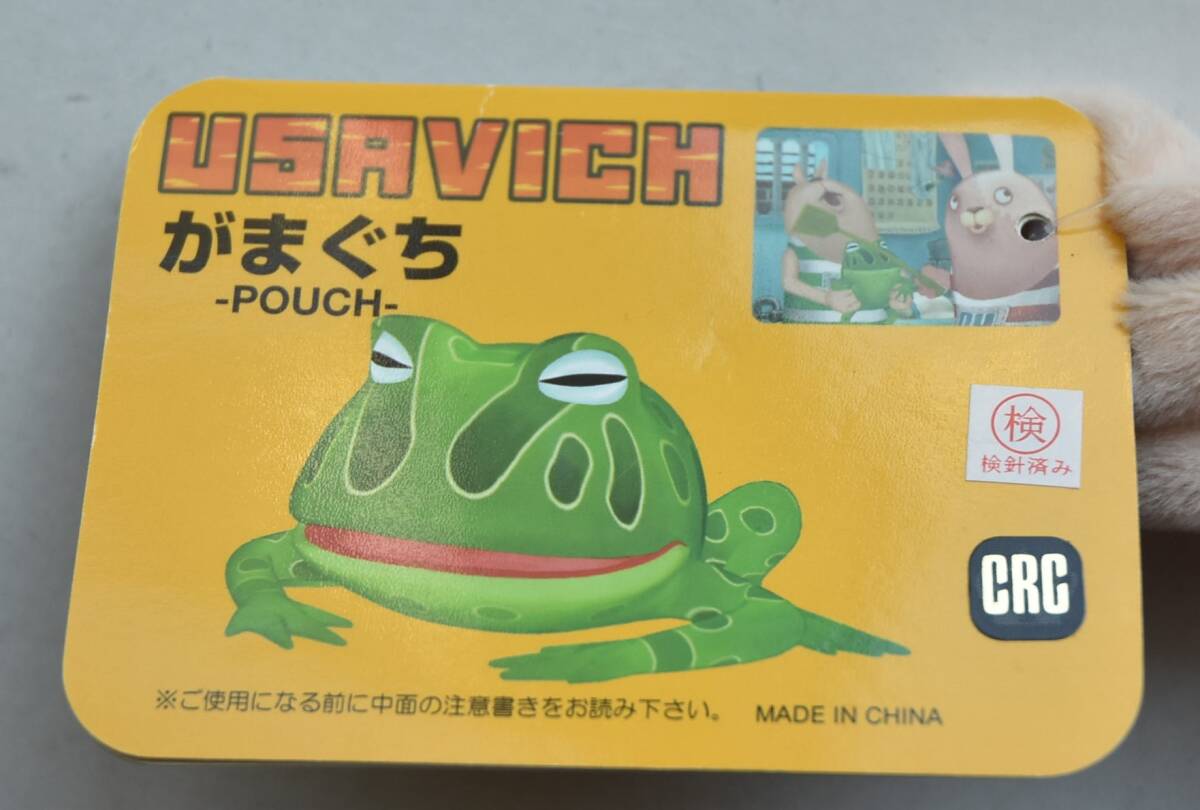 USAVICH
がまぐち
-POUCH-
検
検針済み
CRC
※ご使用になる前に中面の注意書きをお読み下さい。 MADE IN CHINA